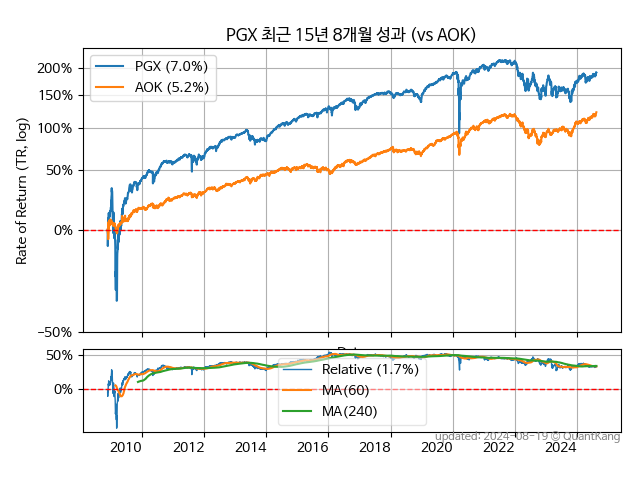 PGX 최근 15년 8개월 성과 (vs AOK)
Rate of Return (TR, log)
200%
150%
100%
50%
0%
−50%
PGX (7.0%)
AOK (5.2%)
50%
0%
Relative (1.7%)
MA(60)
MA(240)
2010 2012 2014 2016 2018 2020 2022 2024
updated: 2024-08-19 © QuantKang